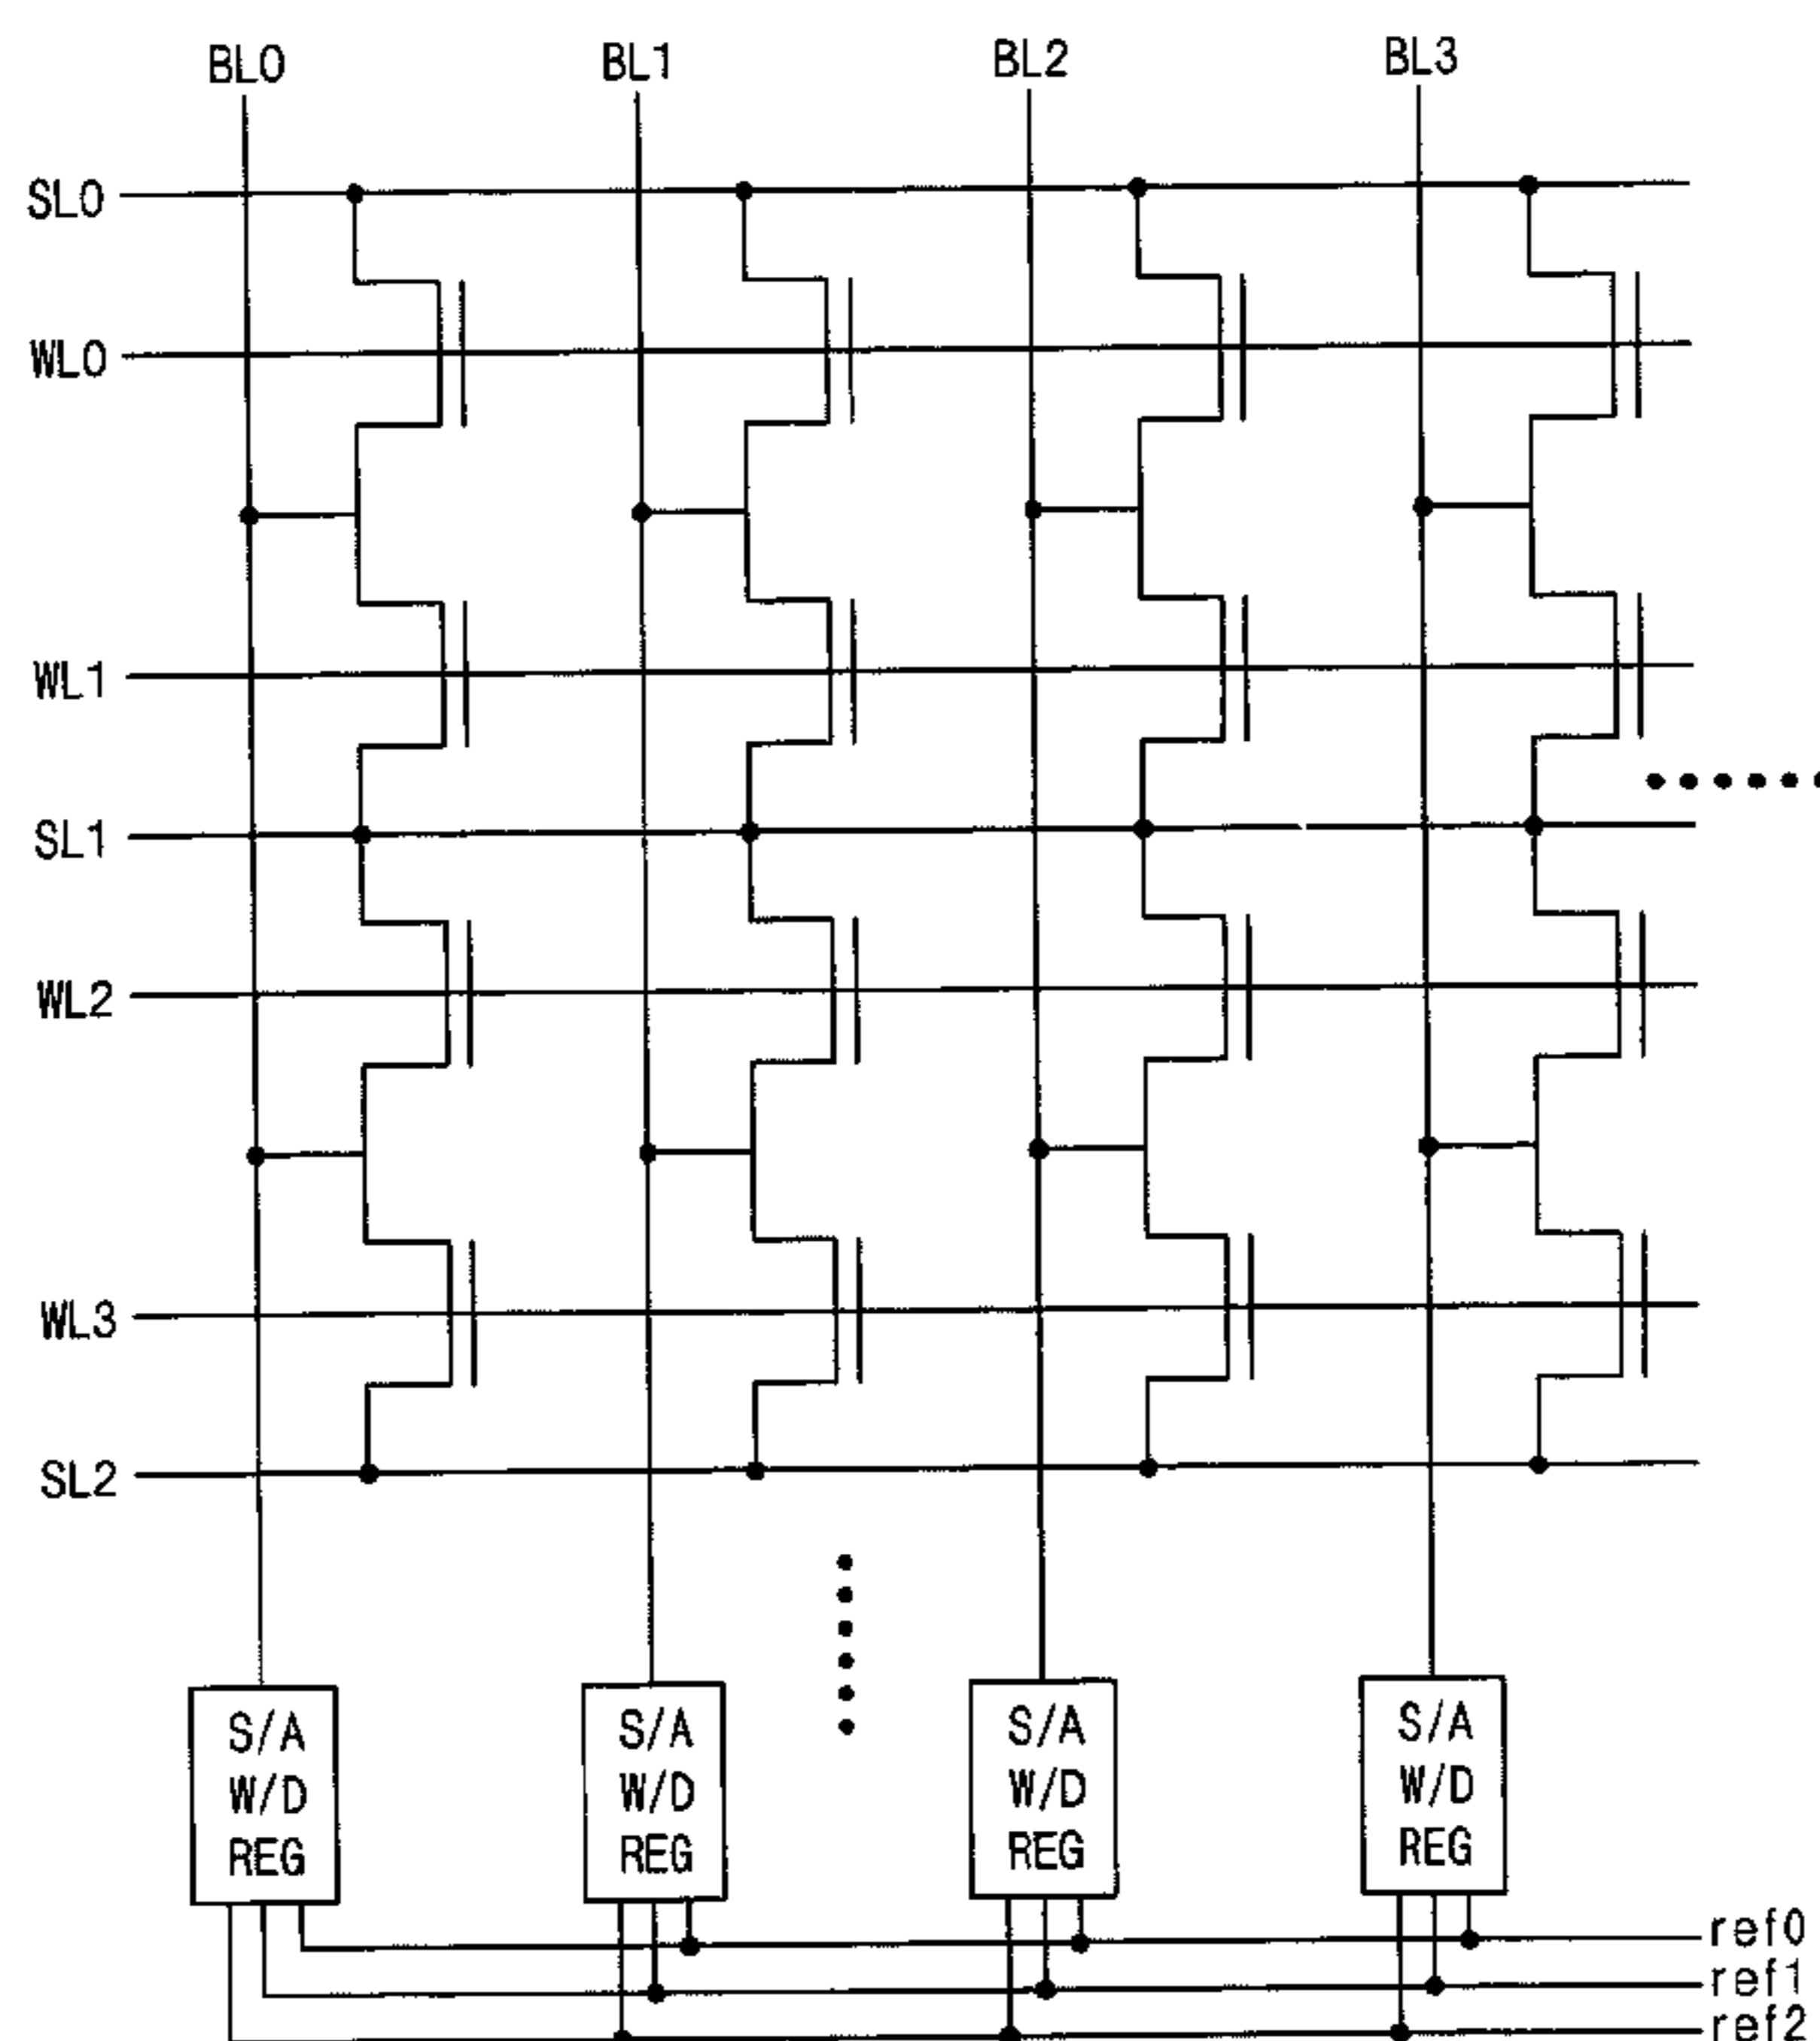 BL0 BL1 BL2 BL3
SL0
WL0
WL1
SL1
WL2
WL3
SL2
S/A S/A S/A S/A
W/D W/D W/D W/D
REG REG REG REG
ref0
ref1
ref2